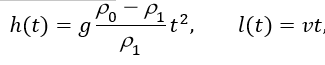 h(t) = g (ρ₀ − ρ₁)/ρ₁ t², l(t) = vt,